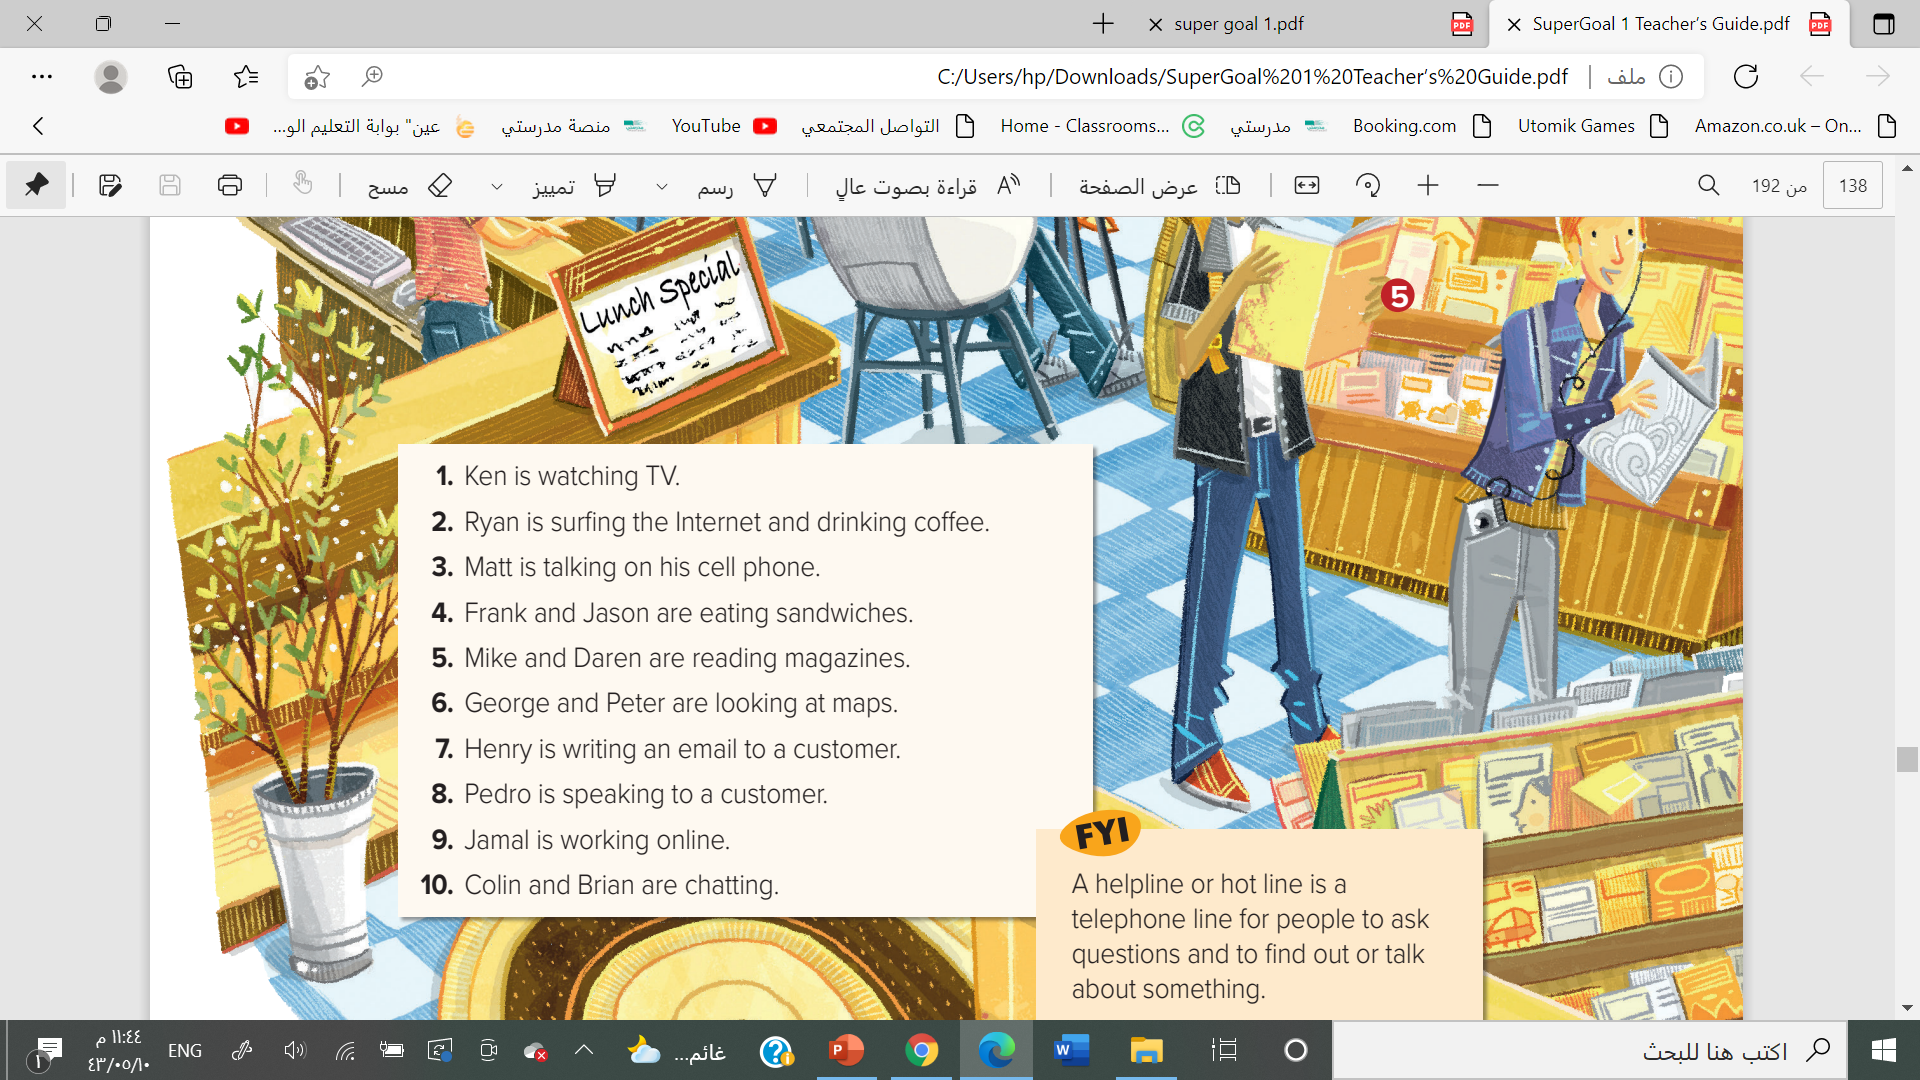 super goal 1.pdf
SuperGoal 1 Teacher's Guide.pdf
C:/Users/hp/Downloads/SuperGoal%201%20Teacher's%20Guide.pdf
ملف
عين" بوابة التعليم الو...
منصة مدرستي
YouTube
التواصل المجتمعي
Home - Classrooms...
مدرستي
Booking.com
Utomik Games
Amazon.co.uk – On...
مسح
تمييز
رسم
قراءة بصوت عالٍ
عرض الصفحة
من 192
138
Lunch Special
5
1. Ken is watching TV.
2. Ryan is surfing the Internet and drinking coffee.
3. Matt is talking on his cell phone.
4. Frank and Jason are eating sandwiches.
5. Mike and Daren are reading magazines.
6. George and Peter are looking at maps.
7. Henry is writing an email to a customer.
8. Pedro is speaking to a customer.
9. Jamal is working online.
10. Colin and Brian are chatting.
FYI
A helpline or hot line is a
telephone line for people to ask
questions and to find out or talk
about something.
١١:٤٤ م
٤٣/٠٥/١٠
ENG
غائم...
اكتب هنا للبحث